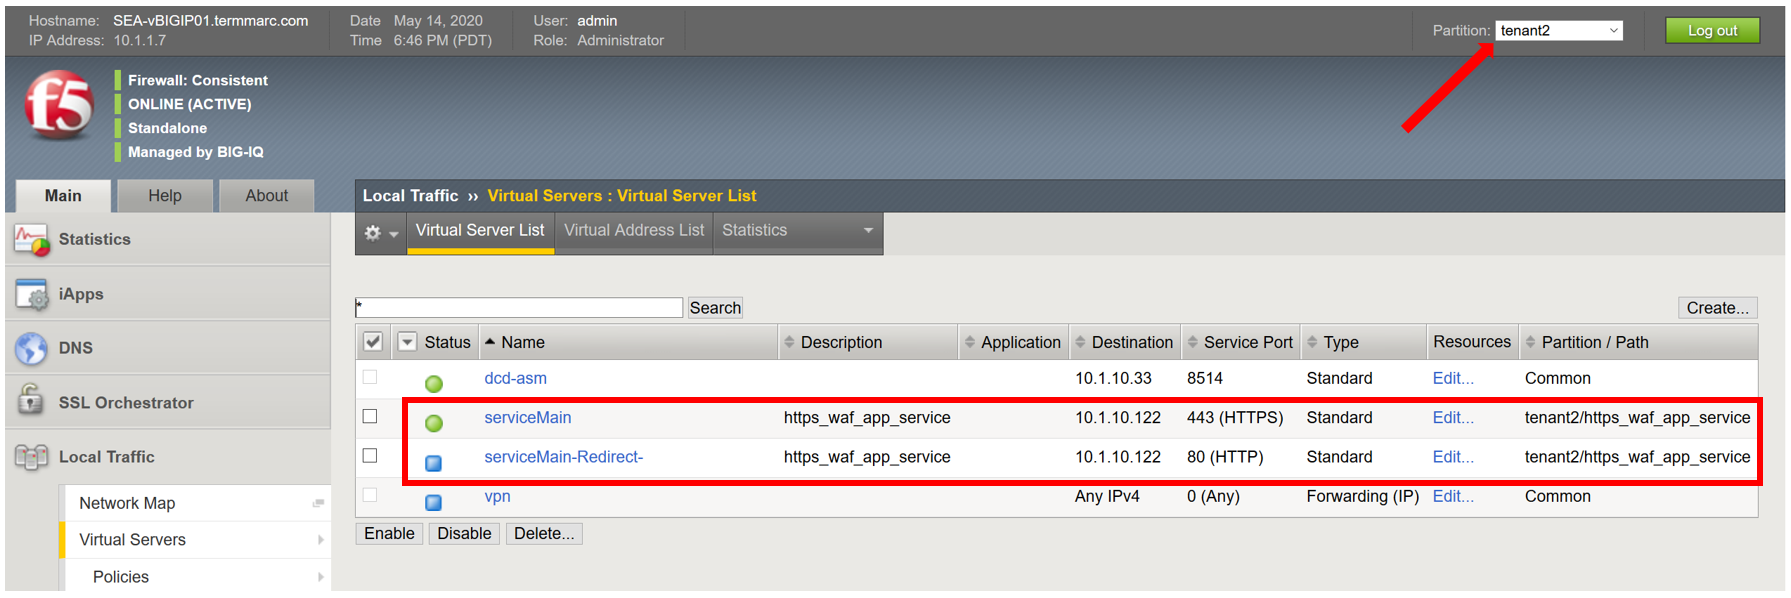 Hostname: SEA-vBIGIP01.termmarc.com Date May 14, 2020 User: admin
IP Address: 10.1.1.7 Time 6:46 PM (PDT) Role: Administrator
Partition: tenant2 Log out
f5
Firewall: Consistent
ONLINE (ACTIVE)
Standalone
Managed by BIG-IQ
Main Help About
Local Traffic ›› Virtual Servers : Virtual Server List
Virtual Server List Virtual Address List Statistics
Statistics
iApps
DNS
SSL Orchestrator
Local Traffic
Network Map
Virtual Servers
Policies
* Search Create...
Status Name Description Application Destination Service Port Type Resources Partition / Path
dcd-asm 10.1.10.33 8514 Standard Edit... Common
serviceMain https_waf_app_service 10.1.10.122 443 (HTTPS) Standard Edit... tenant2/https_waf_app_service
serviceMain-Redirect- https_waf_app_service 10.1.10.122 80 (HTTP) Standard Edit... tenant2/https_waf_app_service
vpn Any IPv4 0 (Any) Forwarding (IP) Edit... Common
Enable Disable Delete...